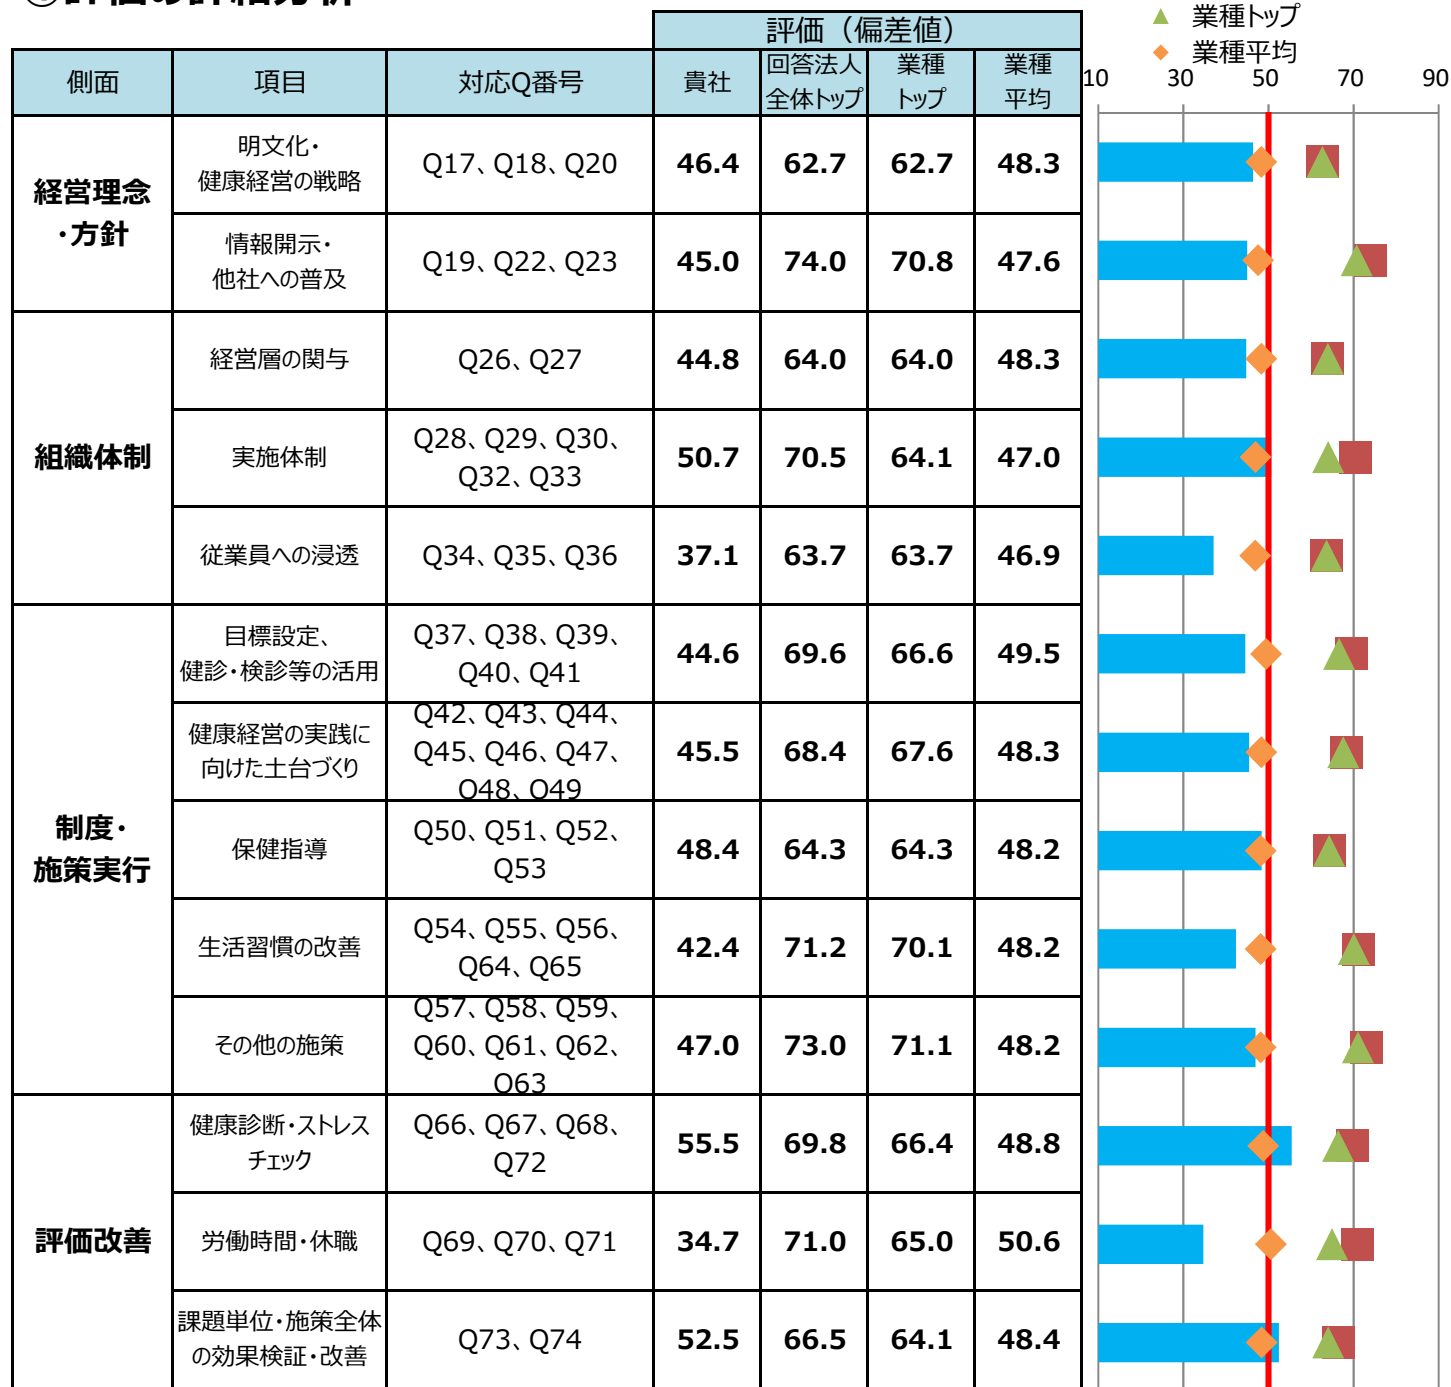 評価の詳細分析
▲ 業種トップ
◆ 業種平均
評価（偏差値）
側面 項目 対応Q番号 貴社 回答法人全体トップ 業種トップ 業種平均
10 30 50 70 90
経営理念・方針
明文化・健康経営の戦略 Q17、Q18、Q20 46.4 62.7 62.7 48.3
情報開示・他社への普及 Q19、Q22、Q23 45.0 74.0 70.8 47.6
組織体制
経営層の関与 Q26、Q27 44.8 64.0 64.0 48.3
実施体制 Q28、Q29、Q30、Q32、Q33 50.7 70.5 64.1 47.0
従業員への浸透 Q34、Q35、Q36 37.1 63.7 63.7 46.9
制度・施策実行
目標設定、健診・検診等の活用 Q37、Q38、Q39、Q40、Q41 44.6 69.6 66.6 49.5
健康経営の実践に向けた土台づくり Q42、Q43、Q44、Q45、Q46、Q47、Q48、Q49 45.5 68.4 67.6 48.3
保健指導 Q50、Q51、Q52、Q53 48.4 64.3 64.3 48.2
生活習慣の改善 Q54、Q55、Q56、Q64、Q65 42.4 71.2 70.1 48.2
その他の施策 Q57、Q58、Q59、Q60、Q61、Q62、Q63 47.0 73.0 71.1 48.2
評価改善
健康診断・ストレスチェック Q66、Q67、Q68、Q72 55.5 69.8 66.4 48.8
労働時間・休職 Q69、Q70、Q71 34.7 71.0 65.0 50.6
課題単位・施策全体の効果検証・改善 Q73、Q74 52.5 66.5 64.1 48.4